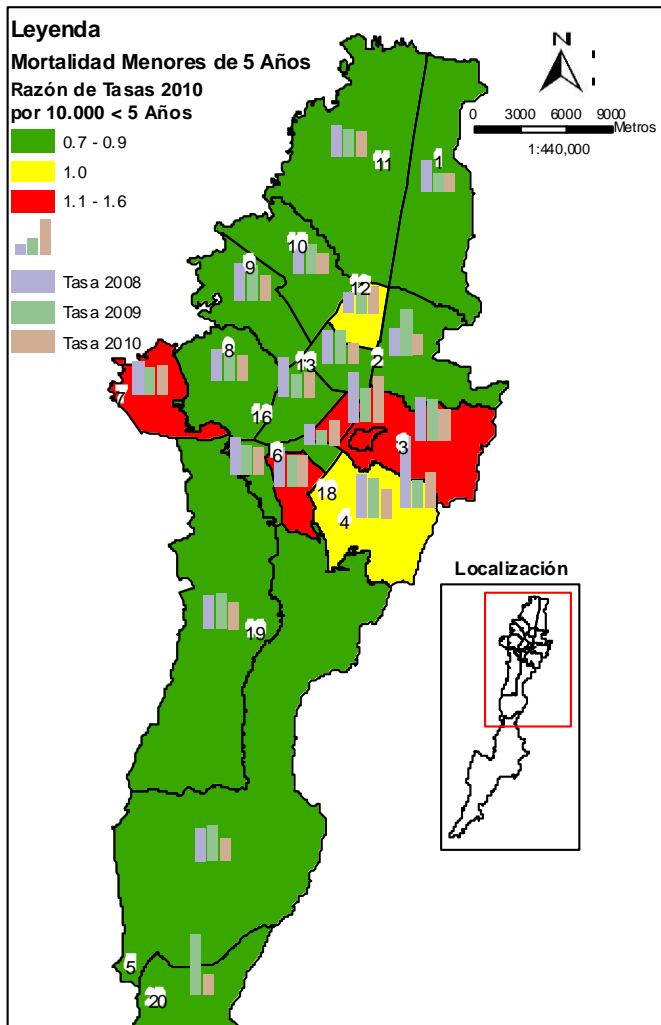 Leyenda
Mortalidad Menores de 5 Años
Razón de Tasas 2010
por 10.000 < 5 Años
0.7 - 0.9
1.0
1.1 - 1.6
Tasa 2008
Tasa 2009
Tasa 2010
N
0 3000 6000 9000
Metros
1:440,000
11
1
10
9
12
8
13
2
7
16
3
6
18
4
Localización
19
5
20